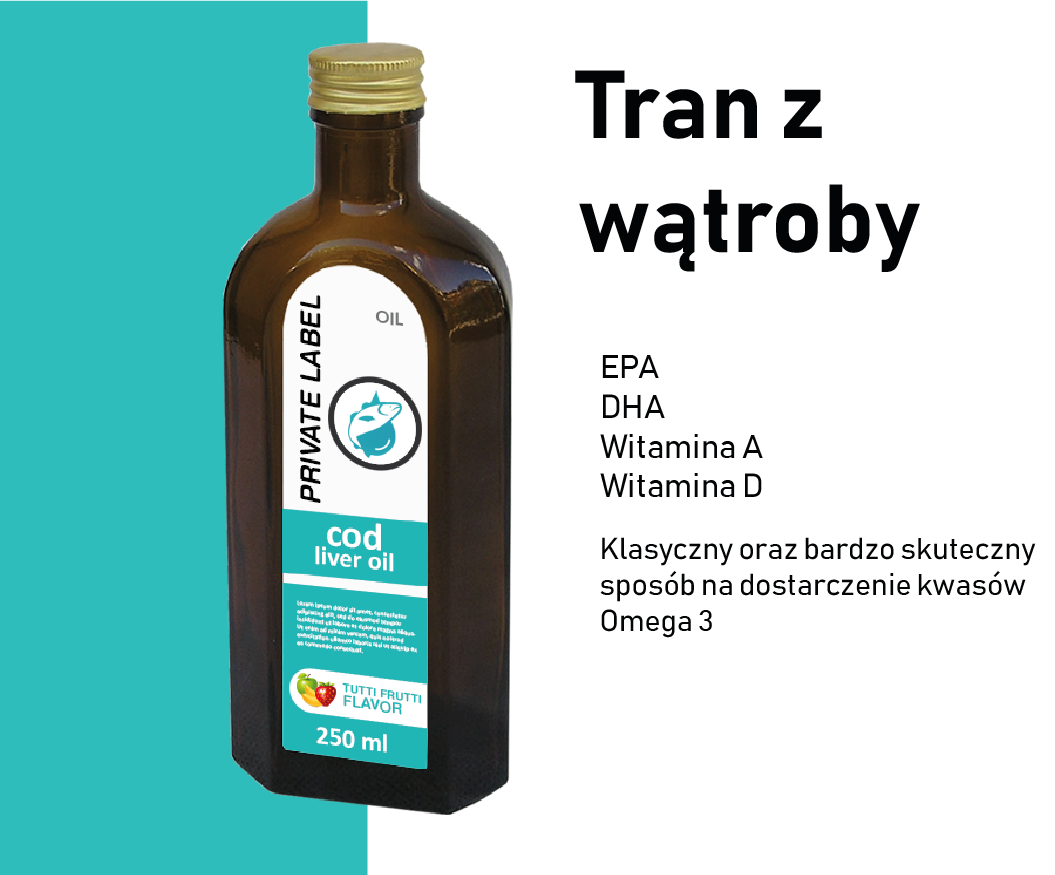 Tran z
wątroby
EPA
DHA
Witamina A
Witamina D
Klasyczny oraz bardzo skuteczny
sposób na dostarczenie kwasów
Omega 3
OIL
PRIVATE LABEL
cod
liver oil
TUTTI FRUTTI
FLAVOR
250 ml